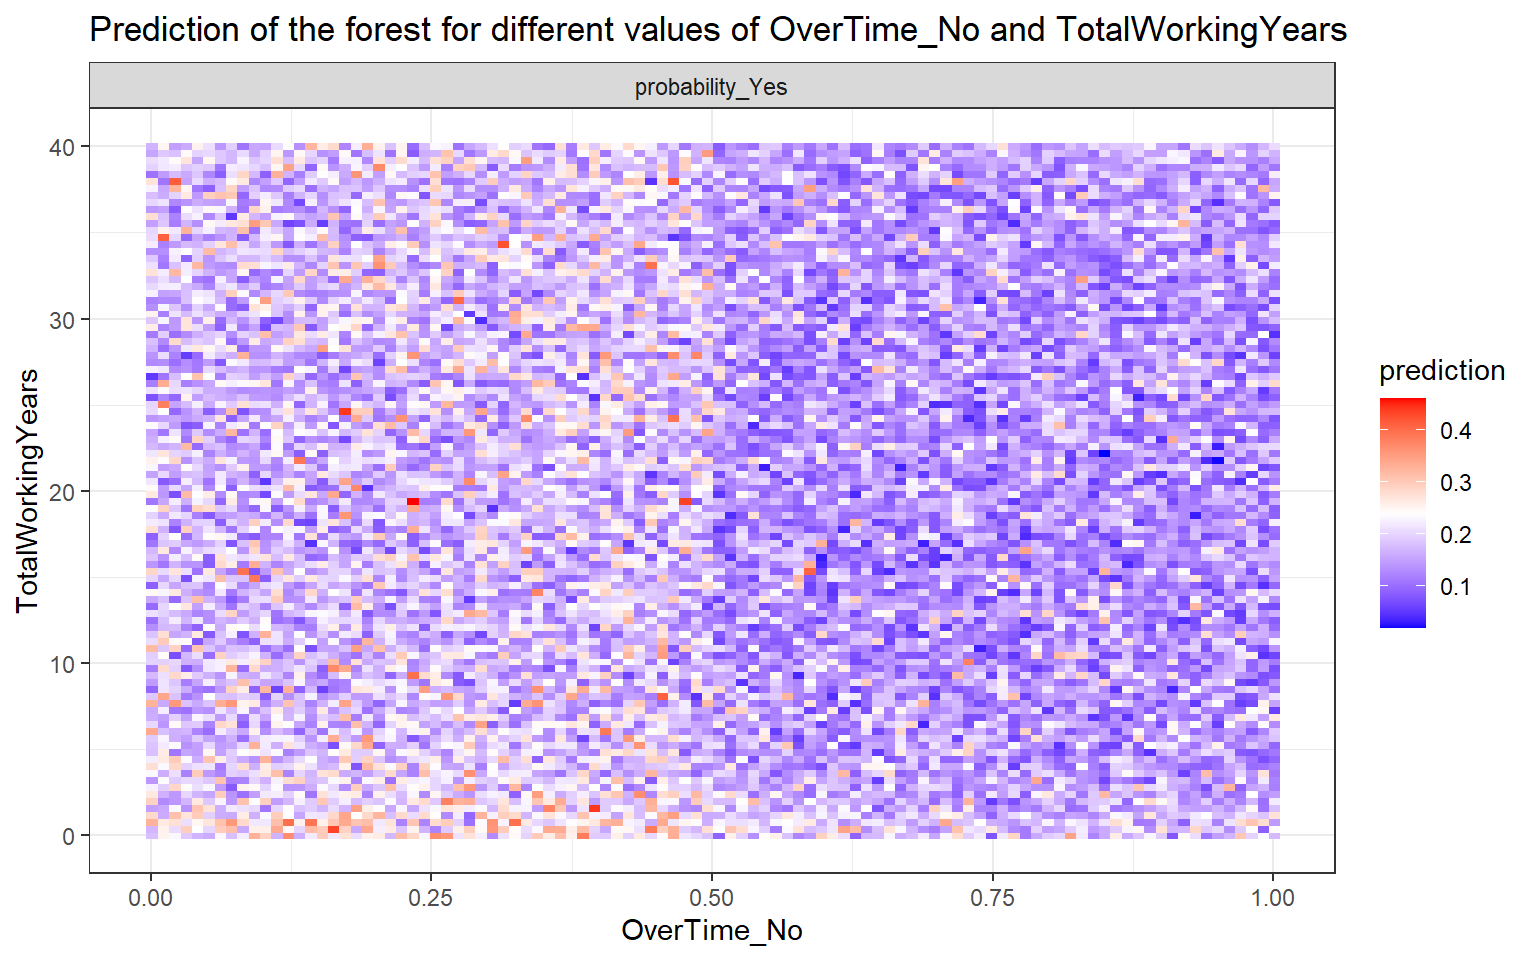 Prediction of the forest for different values of OverTime_No and TotalWorkingYears
probability_Yes
40
30
20
10
0
TotalWorkingYears
0.00 0.25 0.50 0.75 1.00
OverTime_No
prediction
0.4
0.3
0.2
0.1